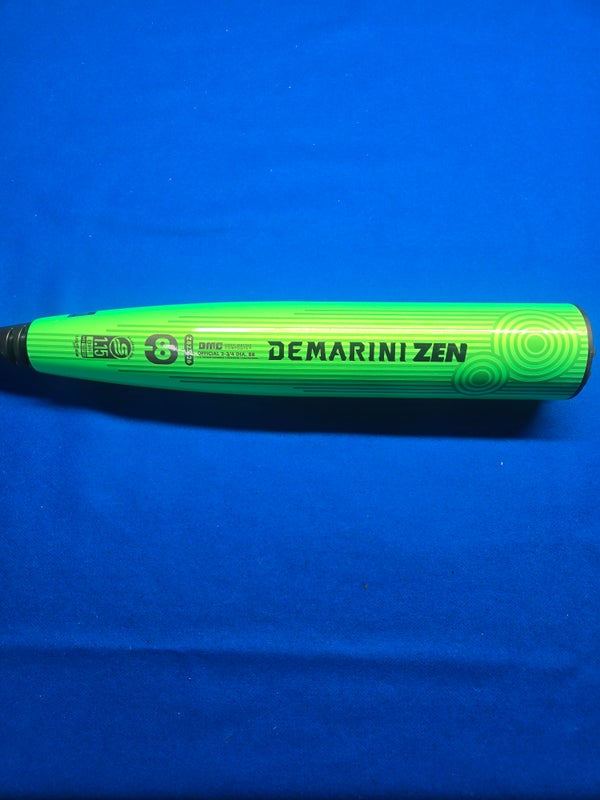 1.15
8
DMC
OFFICIAL 2-3/4 DIA. BB
DEMARINI ZEN